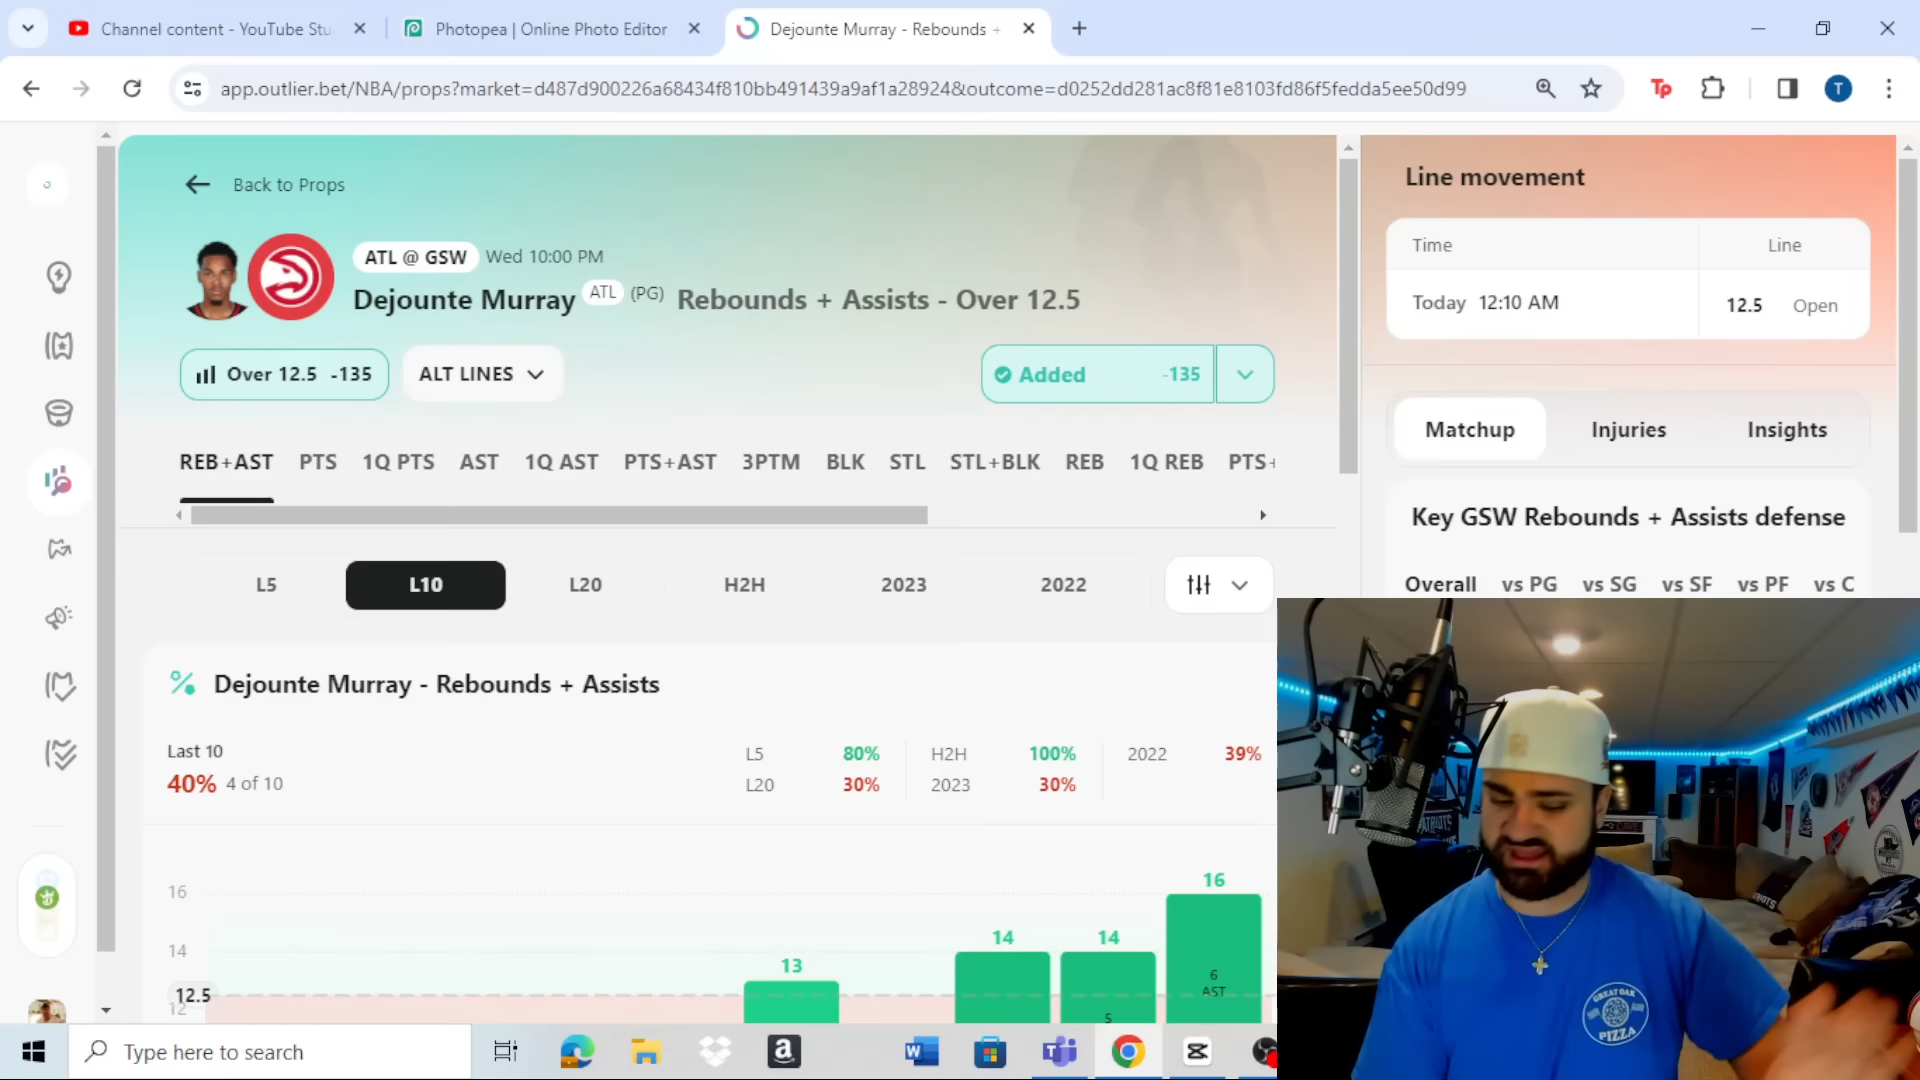 Channel content - YouTube Stu
Photopea | Online Photo Editor
Dejounte Murray - Rebounds +
app.outlier.bet/NBA/props?market=d487d900226a68434f810bb491439a9af1a28924&outcome=d0252dd281ac8f81e8103fd86f5fedda5ee50d99
Tp
T
Back to Props
ATL @ GSW Wed 10:00 PM
Dejounte Murray ATL (PG) Rebounds + Assists - Over 12.5
Over 12.5 -135
ALT LINES
Added -135
REB+AST PTS 1Q PTS AST 1Q AST PTS+AST 3PTM BLK STL STL+BLK REB 1Q REB PTS+
L5 L10 L20 H2H 2023 2022
Dejounte Murray - Rebounds + Assists
Last 10
40% 4 of 10
L5 80% H2H 100% 2022 39%
L20 30% 2023 30%
16
14
12.5
12
13
14
14
5
16
6
AST
Line movement
Time Line
Today 12:10 AM 12.5 Open
Matchup Injuries Insights
Key GSW Rebounds + Assists defense
Overall vs PG vs SG vs SF vs PF vs C
PATRIOTS
GREAT OAK
PIZZA
Type here to search